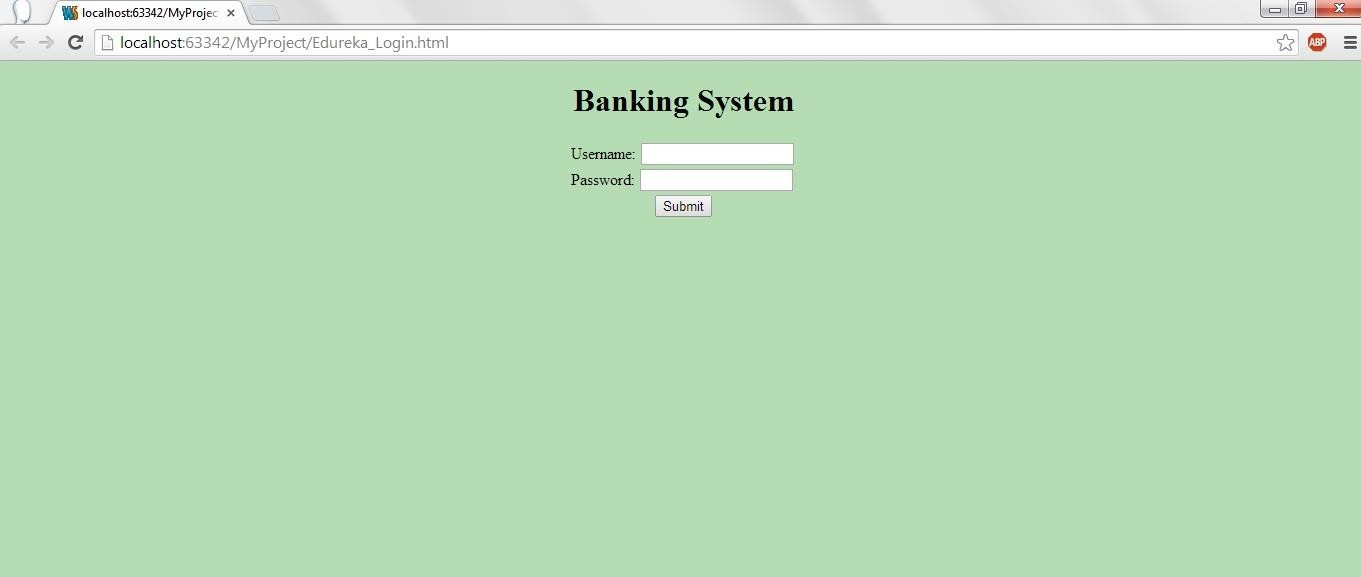 localhost:63342/MyProjec
localhost:63342/MyProject/Edureka_Login.html
ABP
Banking System
Username:
Password:
Submit